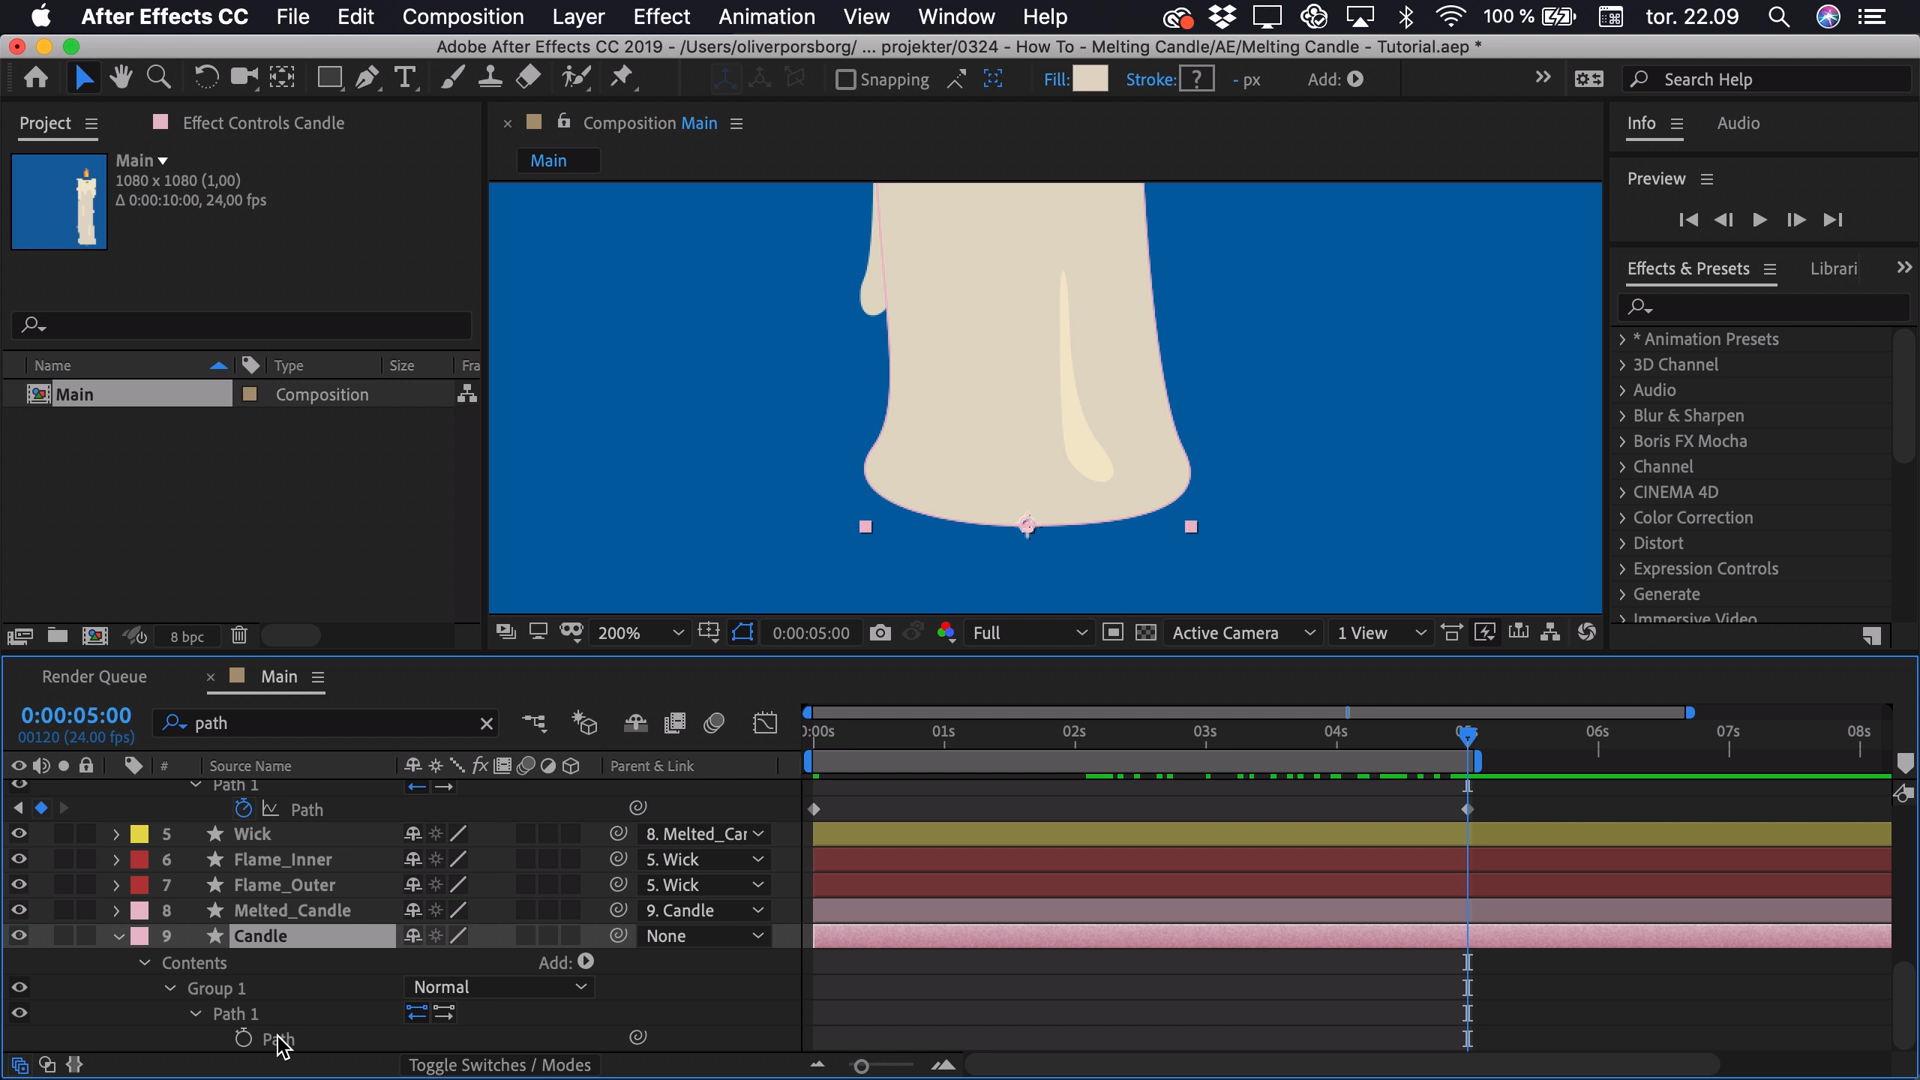 After Effects CC File Edit Composition Layer Effect Animation View Window Help 100 % tor. 22.09
Adobe After Effects CC 2019 - /Users/oliverporsborg/ ... projekter/0324 - How To - Melting Candle/AE/Melting Candle - Tutorial.aep *
Snapping Fill: Stroke: ? - px Add: Search Help
Project Effect Controls Candle
Composition Main
Info Audio
Main
1080 x 1080 (1,00)
Δ 0:00:10:00, 24,00 fps
Main
Preview
Effects & Presets Librari
* Animation Presets
3D Channel
Audio
Blur & Sharpen
Boris FX Mocha
Channel
CINEMA 4D
Color Correction
Distort
Expression Controls
Generate
Immersive Video
Name Type Size Fra
Main Composition
8 bpc
200% 0:00:05:00 Full Active Camera 1 View
Render Queue Main
0:00:05:00
00120 (24.00 fps)
path
):00s 01s 02s 03s 04s 06s 07s 08s
# Source Name fx Parent & Link
Path 1
Path
5 Wick 8. Melted_Car
6 Flame_Inner 5. Wick
7 Flame_Outer 5. Wick
8 Melted_Candle 9. Candle
9 Candle None
Contents Add:
Group 1 Normal
Path 1
Path
Toggle Switches / Modes